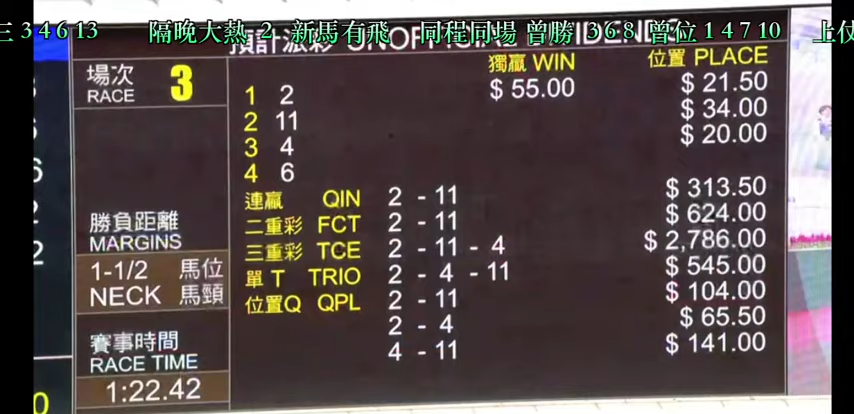 三 3 4 6 13 隔晚大熱 2 新馬有飛 同程同場 曾勝 3 6 8 曾位 1 4 7 10 上仗
預計派彩 UNOFFICIAL DIVIDENDS
場次
RACE 3
獨贏 WIN 位置 PLACE
1 2 $ 55.00 $ 21.50
2 11 $ 34.00
3 4 $ 20.00
4 6
連贏 QIN 2 - 11 $ 313.50
二重彩 FCT 2 - 11 $ 624.00
三重彩 TCE 2 - 11 - 4 $ 2,786.00
單T TRIO 2 - 4 - 11 $ 545.00
位置Q QPL 2 - 11 $ 104.00
2 - 4 $ 65.50
4 - 11 $ 141.00
勝負距離
MARGINS
1-1/2 馬位
NECK 馬頸
賽事時間
RACE TIME
1:22.42